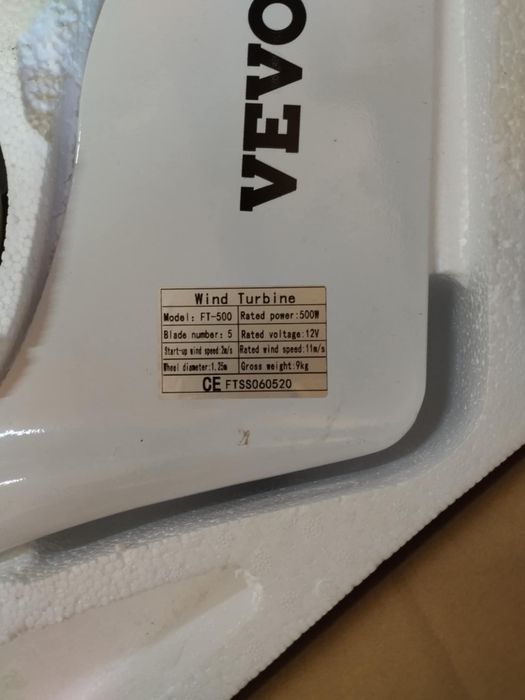 VEVO
Wind Turbine
Model: FT-500 Rated power:500W
Blade number: 5 Rated voltage:12V
Start-up wind speed:2m/s Rated wind speed:11m/s
Wheel diameter:1.25m Gross weight:9kg
CE FTSS060520